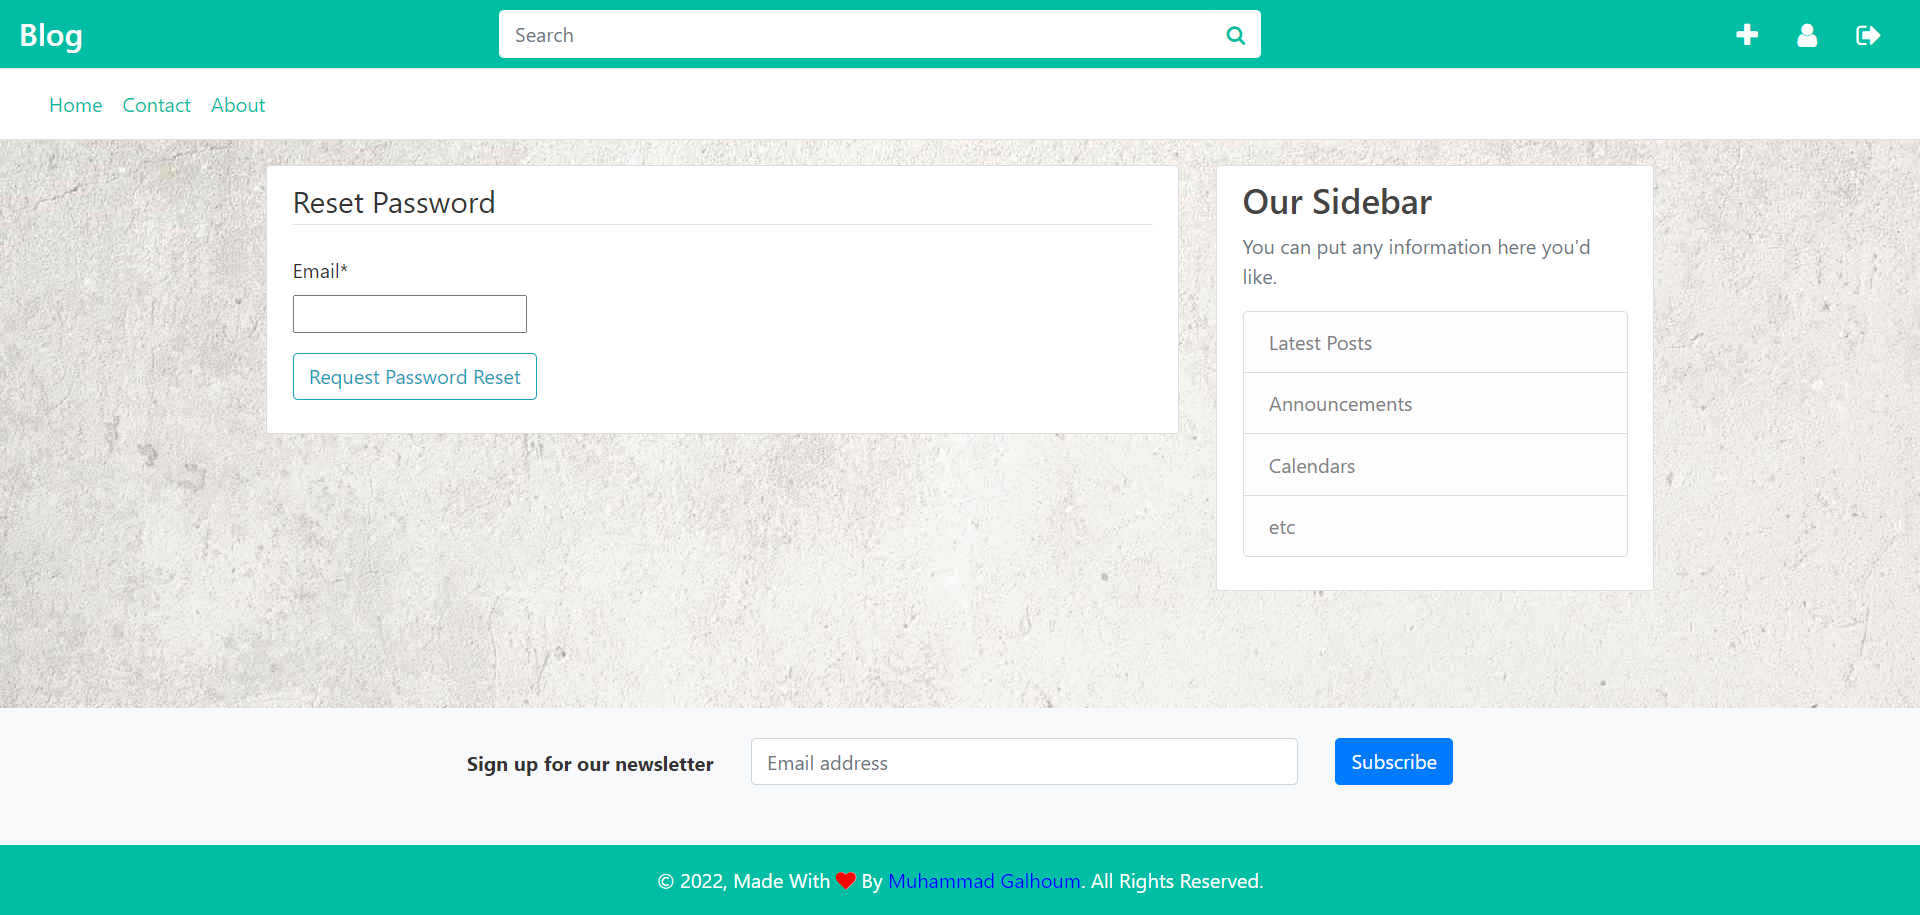 Blog
Search
Home Contact About
Reset Password
Email*
Request Password Reset
Our Sidebar
You can put any information here you'd
like.
Latest Posts
Announcements
Calendars
etc
Sign up for our newsletter
Email address
Subscribe
© 2022, Made With ❤ By Muhammad Galhoum. All Rights Reserved.